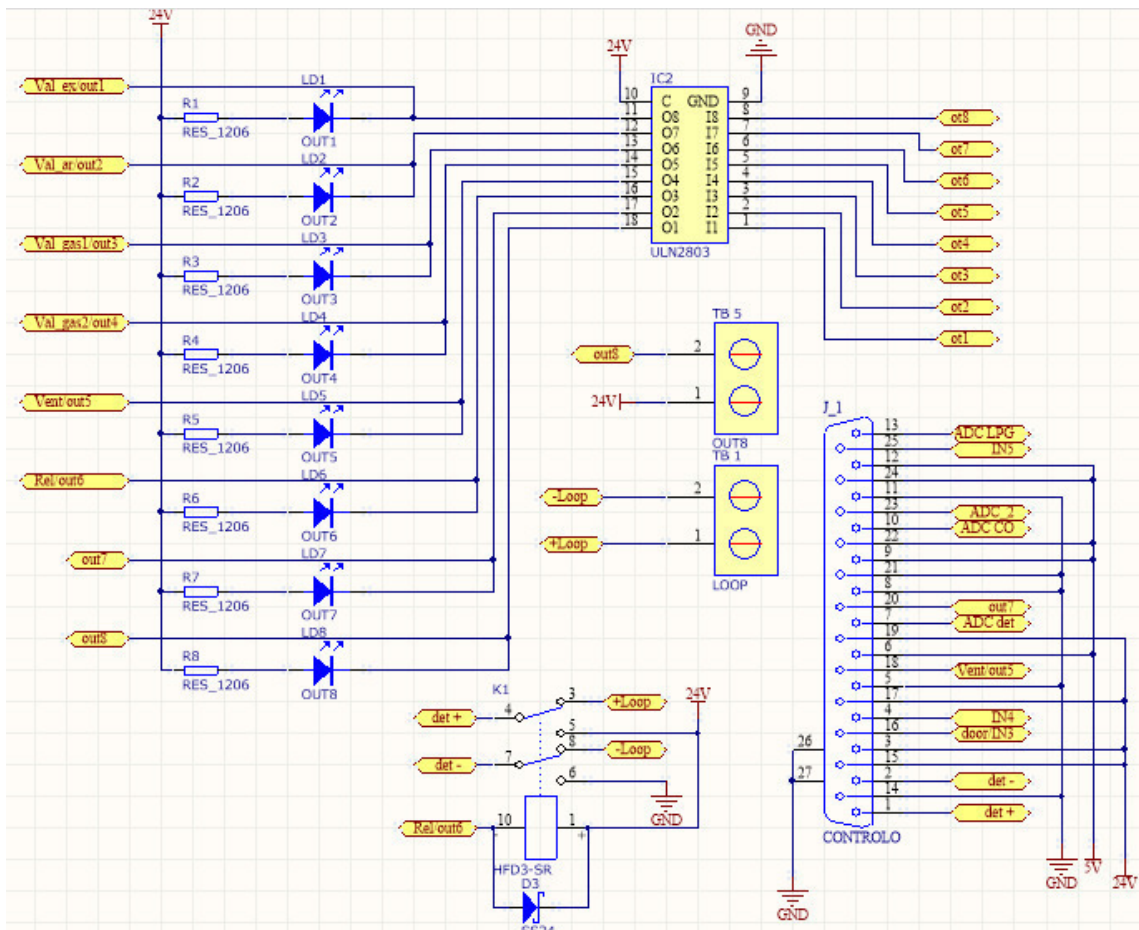 24V
Val_ex/out1
R1
RES_1206
LD1
OUT1
Val_ar/out2
R2
RES_1206
LD2
OUT2
Val_gas1/out3
R3
RES_1206
LD3
OUT3
Val_gas2/out4
R4
RES_1206
LD4
OUT4
Vent/out5
R5
RES_1206
LD5
OUT5
Rel/out6
R6
RES_1206
LD6
OUT6
out7
R7
RES_1206
LD7
OUT7
out8
R8
RES_1206
LD8
OUT8
24V
GND
IC2
10 C GND 9
11 O8 I8 8
12 O7 I7 7
13 O6 I6 6
14 O5 I5 5
15 O4 I4 4
16 O3 I3 3
17 O2 I2 2
18 O1 I1 1
ULN2803
ot8
ot7
ot6
ot5
ot4
ot3
ot2
ot1
TB 5
out8 2
24V 1
OUT8
TB 1
-Loop 2
+Loop 1
LOOP
K1
det + 4
3 +Loop
5
8 -Loop
det - 7
6
24V
GND
Rel/out6 10
1
-
+
HFD3-SR
D3
SS24
J_1
13 ADC LPG
25 IN5
12
24
11
23 ADC_2
10 ADC CO
22
9
21
8
20 out7
7 ADC det
19
6
18 Vent/out5
5
17
4 IN4
16 door/IN3
3
15
2 det -
14
1 det +
26
27
CONTROLO
GND
GND
5V
24V